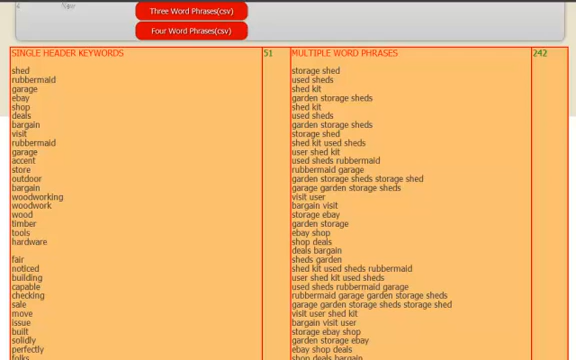 Three Word Phrases(csv)
Four Word Phrases(csv)
SINGLE HEADER KEYWORDS 51 MULTIPLE WORD PHRASES 242
shed
rubbermaid
garage
ebay
shop
deals
bargain
visit
rubbermaid
garage
accent
store
outdoor
bargain
woodworking
woodwork
wood
timber
tools
hardware
fair
noticed
building
capable
checking
sale
move
issue
built
solidly
perfectly
folks
storage shed
used sheds
shed kit
garden storage sheds
shed kit
used sheds
garden storage sheds
storage shed
shed kit used sheds
user shed kit
used sheds rubbermaid
rubbermaid garage
garden storage sheds storage shed
garage garden storage sheds
visit user
bargain visit
storage ebay
garden storage
ebay shop
shop deals
deals bargain
sheds garden
shed kit used sheds rubbermaid
user shed kit used sheds
used sheds rubbermaid garage
rubbermaid garage garden storage sheds
garage garden storage sheds storage shed
visit user shed kit
bargain visit user
storage ebay shop
garden storage ebay
ebay shop deals
shop deals bargain